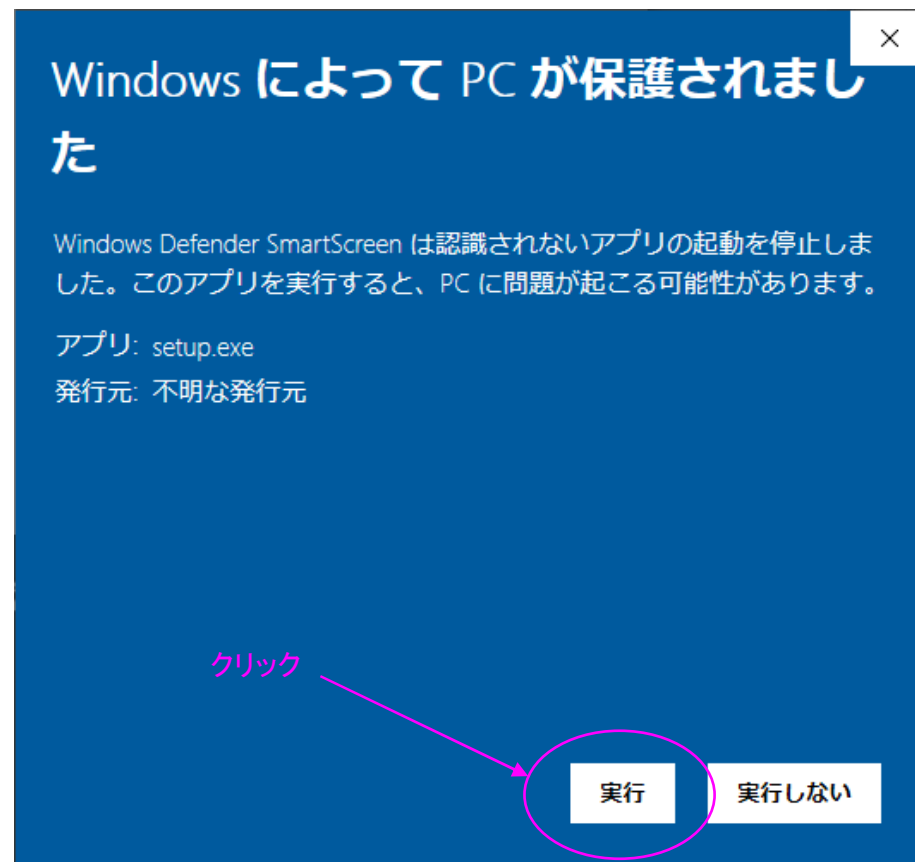 Windows によって PC が保護されまし
た
Windows Defender SmartScreen は認識されないアプリの起動を停止しま
した。このアプリを実行すると、PC に問題が起こる可能性があります。
アプリ: setup.exe
発行元: 不明な発行元
クリック
実行 実行しない